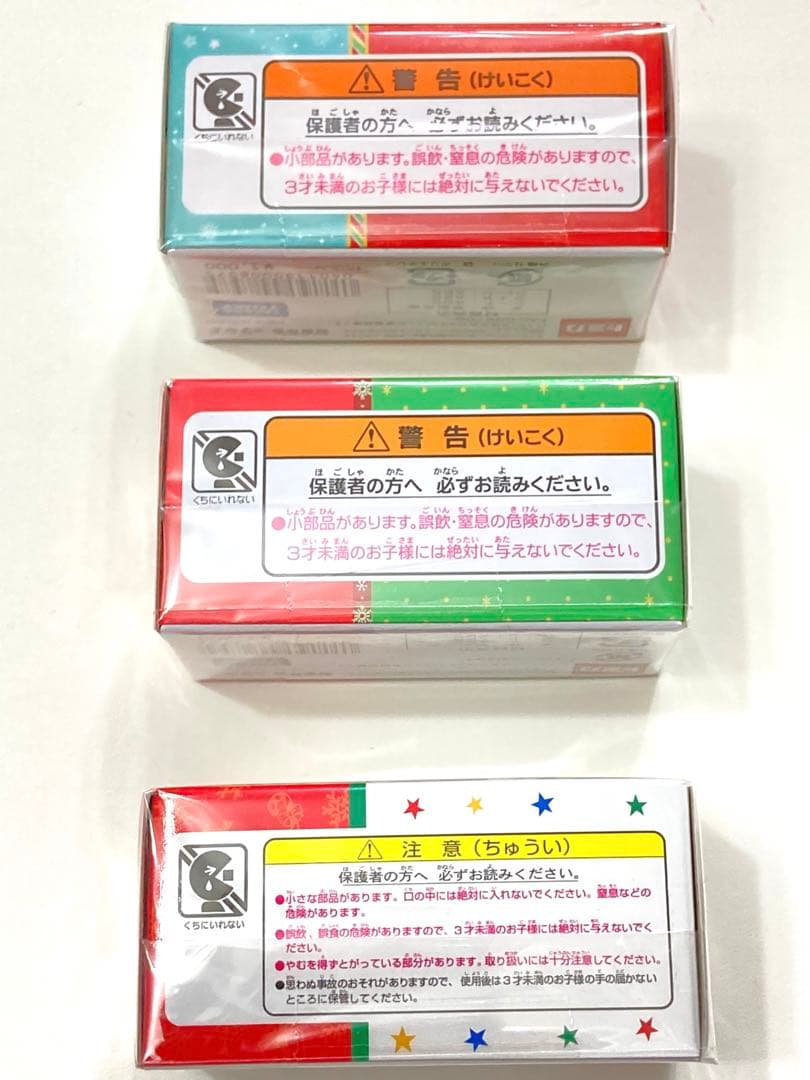 警告(けいこく)
くちにいれない
保護者の方へ 必ずお読みください。
●小部品があります。誤飲・窒息の危険がありますので、
3才未満のお子様には絶対に与えないでください。
警告(けいこく)
くちにいれない
保護者の方へ 必ずお読みください。
●小部品があります。誤飲・窒息の危険がありますので、
3才未満のお子様には絶対に与えないでください。
注意(ちゅうい)
くちにいれない
保護者の方へ 必ずお読みください。
●小さな部品があります。口の中には絶対に入れないでください。窒息などの
危険があります。
●誤飲、誤食の危険がありますので、3才未満のお子様には絶対に与えないでく
ださい。
●やむを得ずとがっている部分があります。取り扱いには十分注意してください。
●思わぬ事故のおそれがありますので、使用後は3才未満のお子様の手の届かない
ところに保管してください。